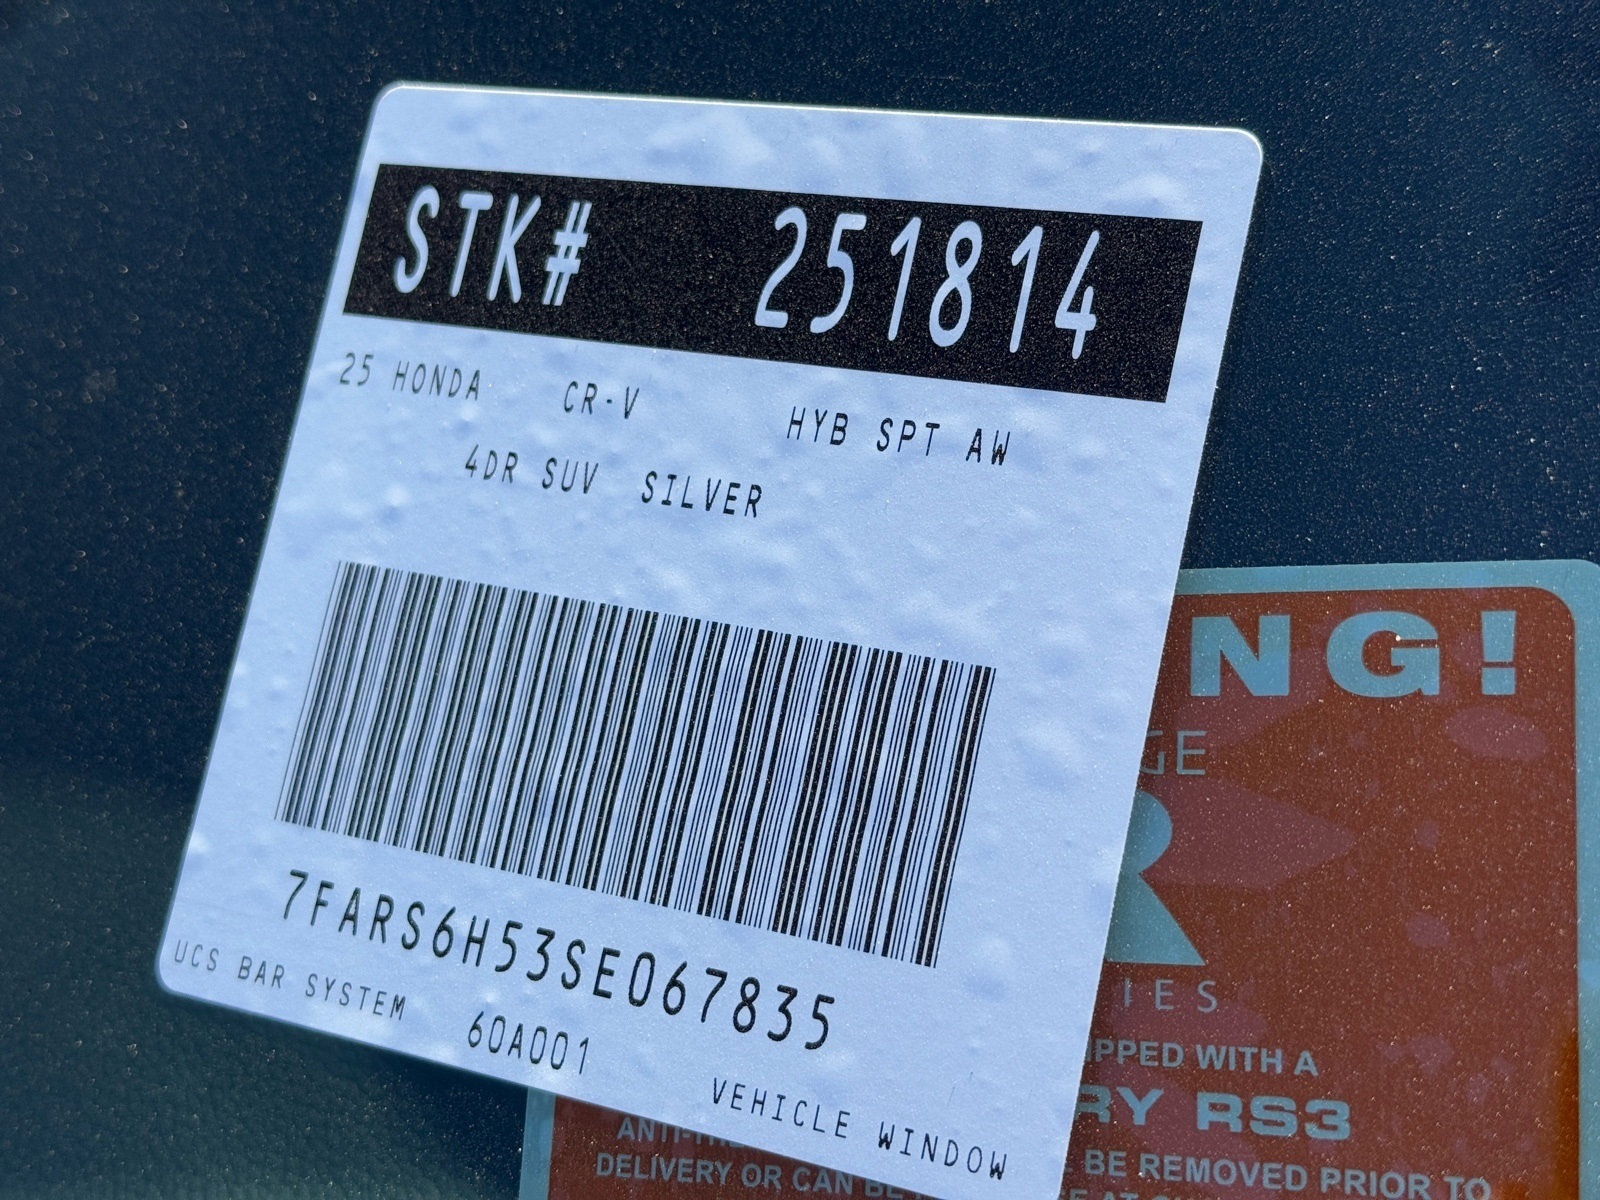 STK# 251814
25 HONDA CR-V HYB SPT AW
4DR SUV SILVER
7FARS6H53SE067835
UCS BAR SYSTEM 60A001 VEHICLE WINDOW
NG!
GE
R
IES
IPPED WITH A
RY RS3
DELIVERY OR CAN BE BE REMOVED PRIOR TO